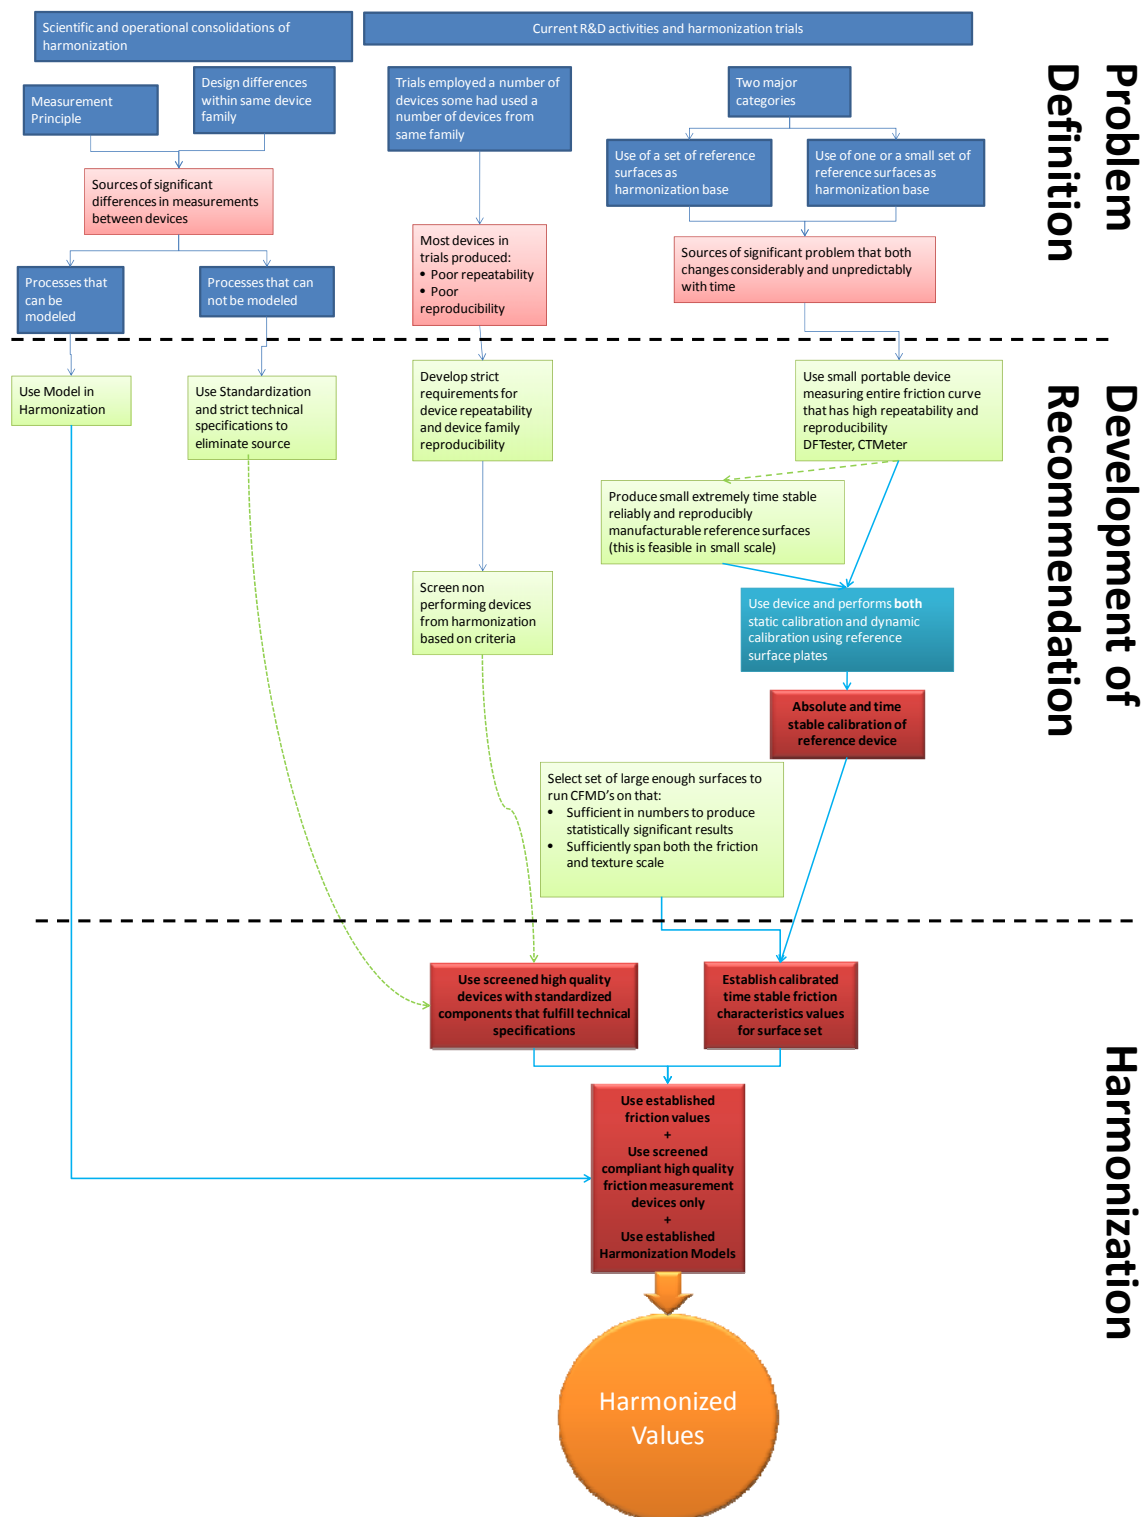 Scientific and operational consolidations of
harmonization
Current R&D activities and harmonization trials
Problem
Definition
Measurement
Principle
Design differences
within same device
family
Trials employed a number of
devices some had used a
number of devices from
same family
Two major
categories
Use of a set of reference
surfaces as
harmonization base
Use of one or a small set of
reference surfaces as
harmonization base
Sources of significant
differences in measurements
between devices
Most devices in
trials produced:
• Poor repeatability
• Poor
reproducibility
Sources of significant problem that both
changes considerably and unpredictably
with time
Processes that
can be
modeled
Processes that can
not be modeled
Development of
Recommendation
Use Model in
Harmonization
Use Standardization
and strict technical
specifications to
eliminate source
Develop strict
requirements for
device repeatability
and device family
reproducibility
Use small portable device
measuring entire friction curve
that has high repeatability and
reproducibility
DFTester, CTMeter
Produce small extremely time stable
reliably and reproducibly
manufacturable reference surfaces
(this is feasible in small scale)
Screen non
performing devices
from harmonization
based on criteria
Use device and performs both
static calibration and dynamic
calibration using reference
surface plates
Absolute and time
stable calibration of
reference device
Select set of large enough surfaces to
run CFMD's on that:
• Sufficient in numbers to produce
statistically significant results
• Sufficiently span both the friction
and texture scale
Harmonization
Use screened high quality
devices with standardized
components that fulfill technical
specifications
Establish calibrated
time stable friction
characteristics values
for surface set
Use established
friction values
+
Use screened
compliant high quality
friction measurement
devices only
+
Use established
Harmonization Models
Harmonized
Values